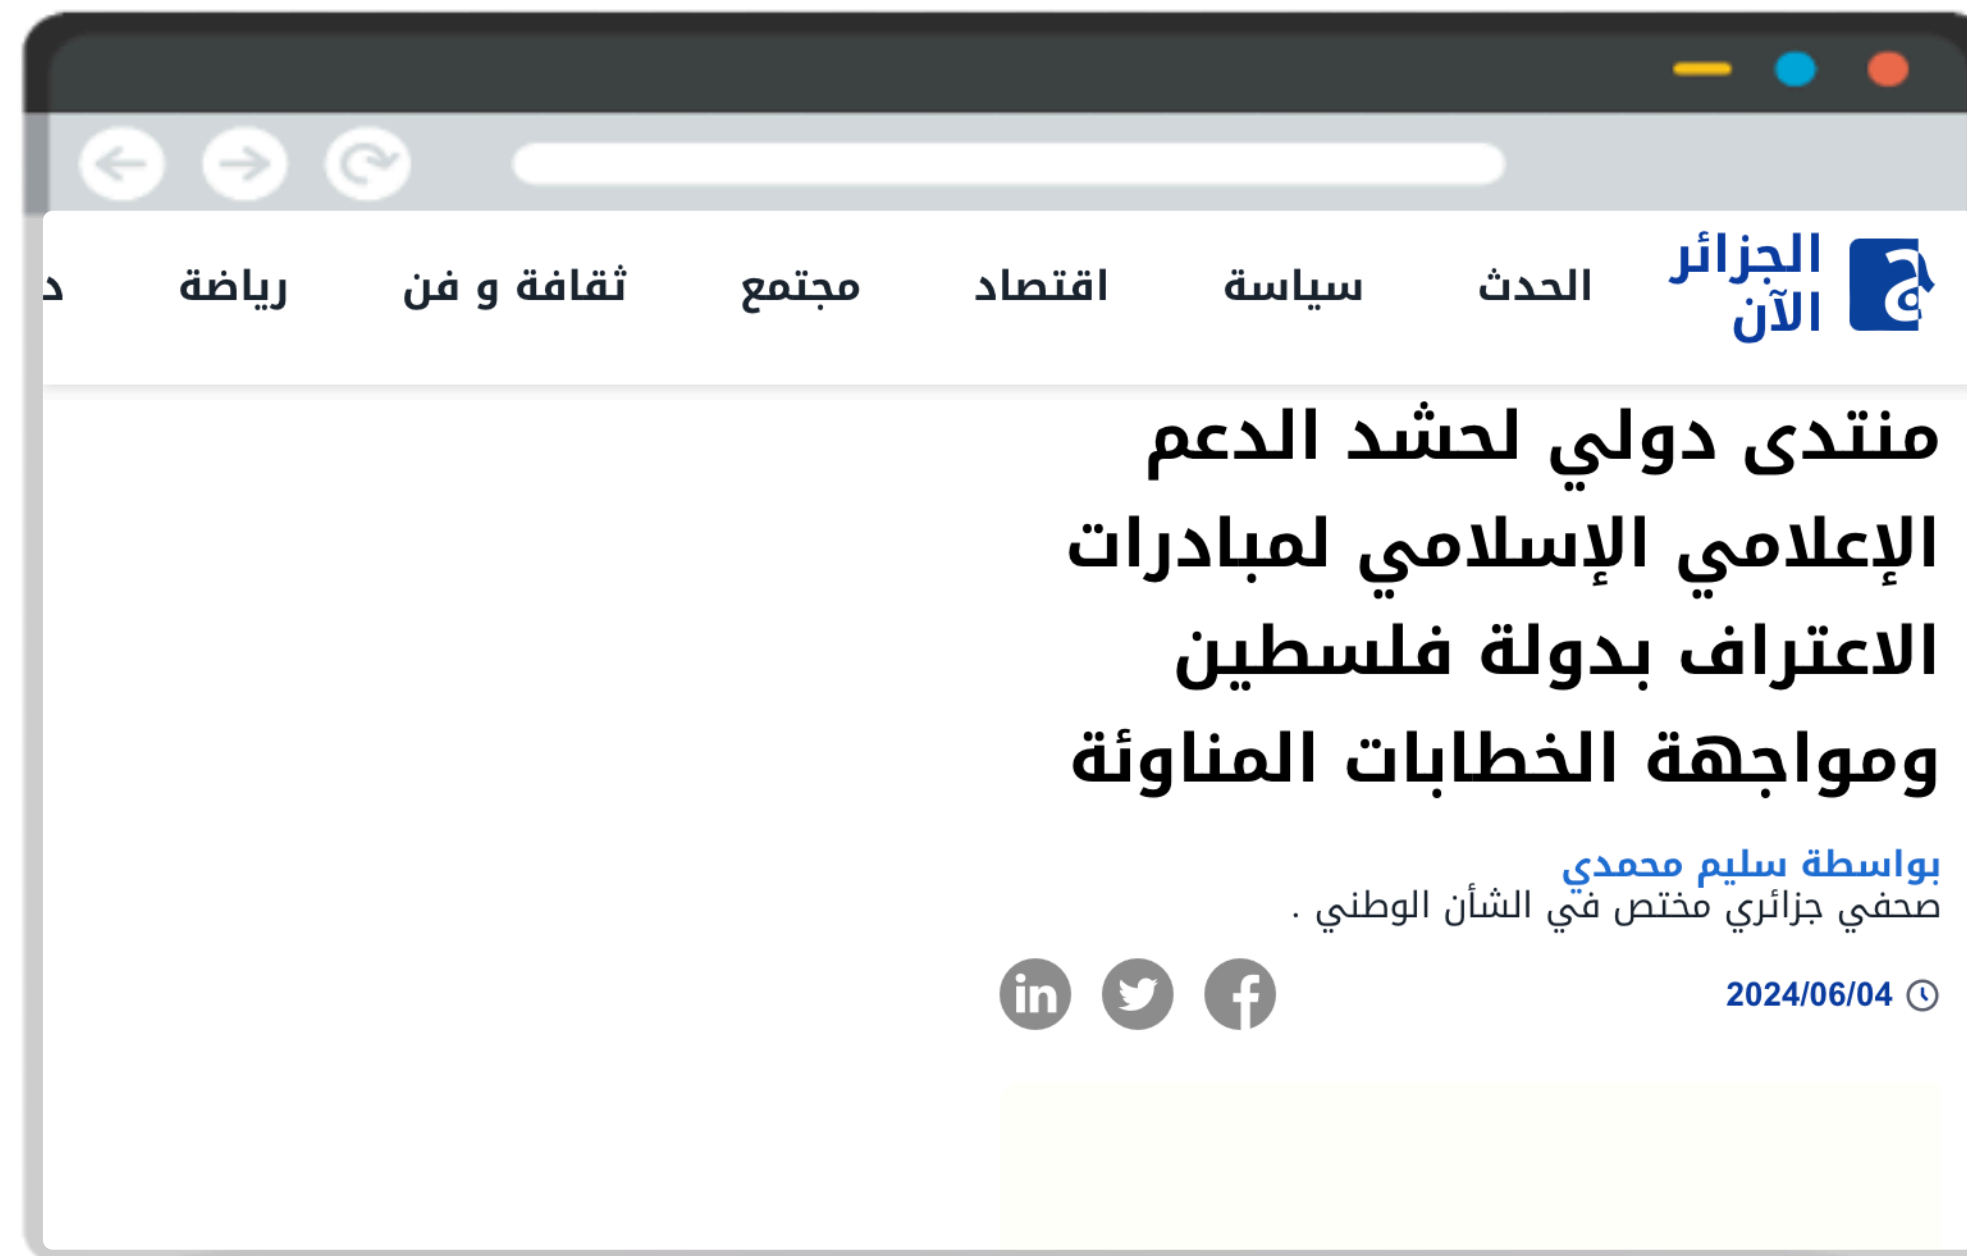 الجزائر
الآن
الحدث
سياسة
اقتصاد
مجتمع
ثقافة و فن
رياضة
منتدى دولي لحشد الدعم
الإعلامي الإسلامي لمبادرات
الاعتراف بدولة فلسطين
ومواجهة الخطابات المناوئة
بواسطة سليم محمدي
صحفي جزائري مختص في الشأن الوطني .
2024/06/04